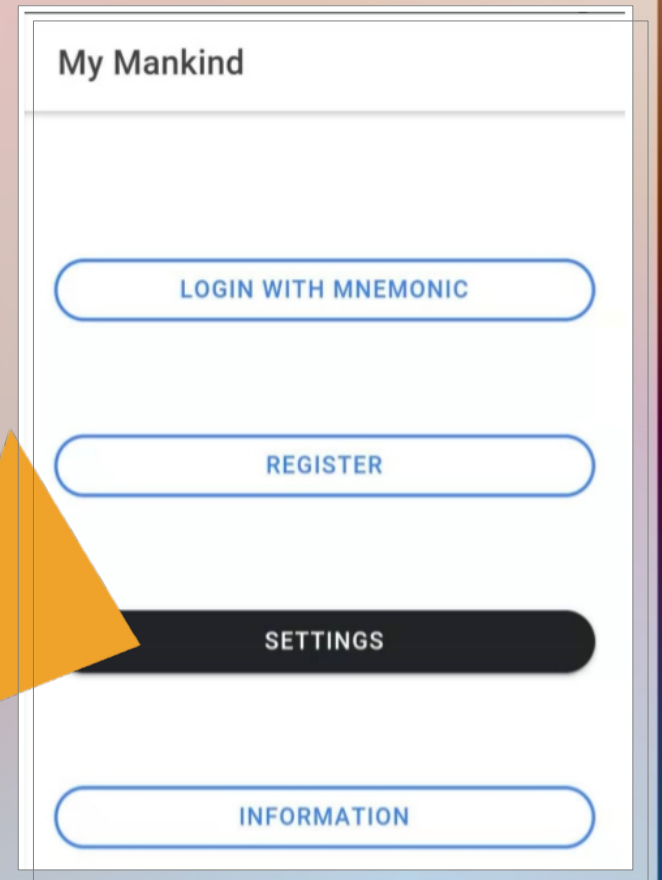 My Mankind
LOGIN WITH MNEMONIC
REGISTER
SETTINGS
INFORMATION